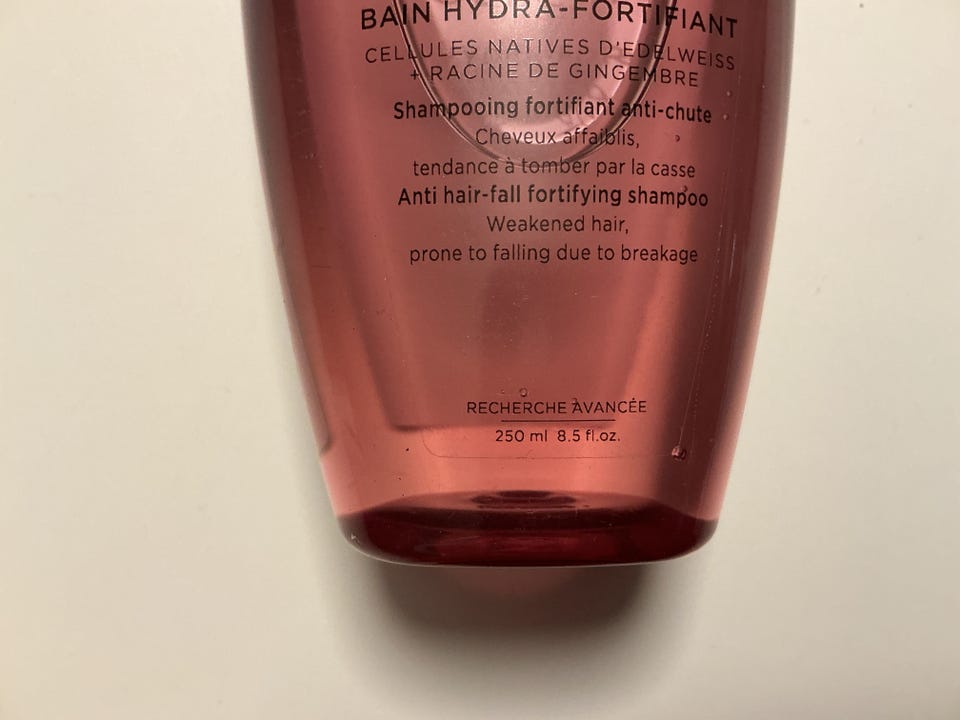 BAIN HYDRA-FORTIFIANT
CELLULES NATIVES D'EDELWEISS
+ RACINE DE GINGEMBRE
Shampooing fortifiant anti-chute
Cheveux affaiblis,
tendance à tomber par la casse
Anti hair-fall fortifying shampoo
Weakened hair,
prone to falling due to breakage
RECHERCHE AVANCÉE
250 ml 8.5 fl.oz.